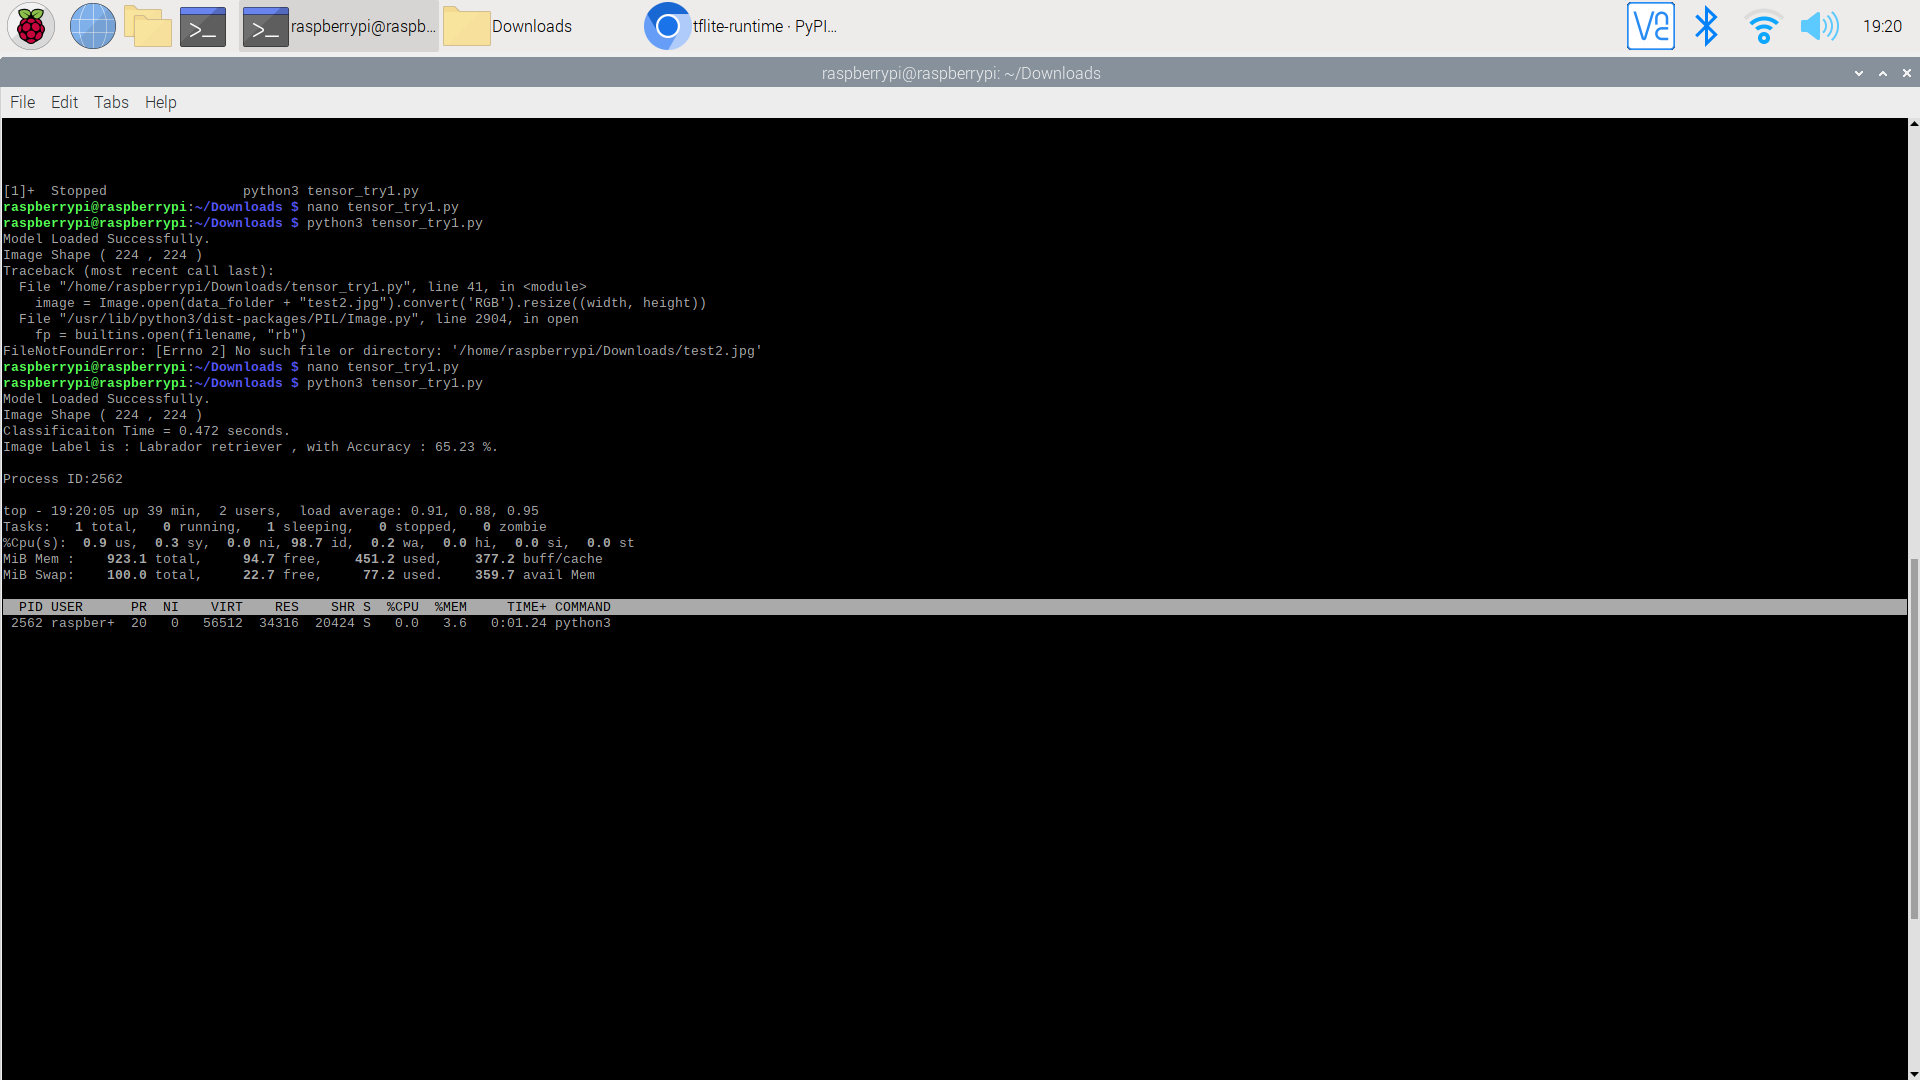 raspberrypi@raspb... Downloads tflite-runtime · PyPI... 19:20
raspberrypi@raspberrypi: ~/Downloads
File Edit Tabs Help
[1]+  Stopped                 python3 tensor_try1.py
raspberrypi@raspberrypi:~/Downloads $ nano tensor_try1.py
raspberrypi@raspberrypi:~/Downloads $ python3 tensor_try1.py
Model Loaded Successfully.
Image Shape ( 224 , 224 )
Traceback (most recent call last):
  File "/home/raspberrypi/Downloads/tensor_try1.py", line 41, in <module>
    image = Image.open(data_folder + "test2.jpg").convert('RGB').resize((width, height))
  File "/usr/lib/python3/dist-packages/PIL/Image.py", line 2904, in open
    fp = builtins.open(filename, "rb")
FileNotFoundError: [Errno 2] No such file or directory: '/home/raspberrypi/Downloads/test2.jpg'
raspberrypi@raspberrypi:~/Downloads $ nano tensor_try1.py
raspberrypi@raspberrypi:~/Downloads $ python3 tensor_try1.py
Model Loaded Successfully.
Image Shape ( 224 , 224 )
Classificaiton Time = 0.472 seconds.
Image Label is : Labrador retriever , with Accuracy : 65.23 %.
Process ID:2562
top - 19:20:05 up 39 min,  2 users,  load average: 0.91, 0.88, 0.95
Tasks:   1 total,   0 running,   1 sleeping,   0 stopped,   0 zombie
%Cpu(s):  0.9 us,  0.3 sy,  0.0 ni, 98.7 id,  0.2 wa,  0.0 hi,  0.0 si,  0.0 st
MiB Mem :    923.1 total,     94.7 free,    451.2 used,    377.2 buff/cache
MiB Swap:    100.0 total,     22.7 free,     77.2 used.    359.7 avail Mem
  PID USER      PR  NI    VIRT    RES    SHR S  %CPU  %MEM     TIME+ COMMAND
 2562 raspber+  20   0   56512  34316  20424 S   0.0   3.6   0:01.24 python3